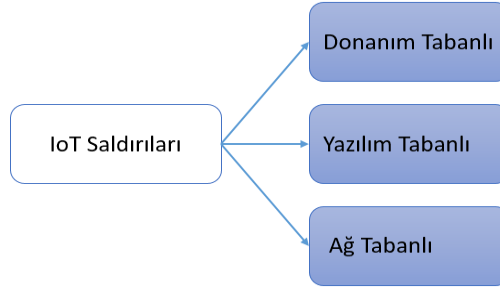 Donanım Tabanlı
IoT Saldırıları
Yazılım Tabanlı
Ağ Tabanlı